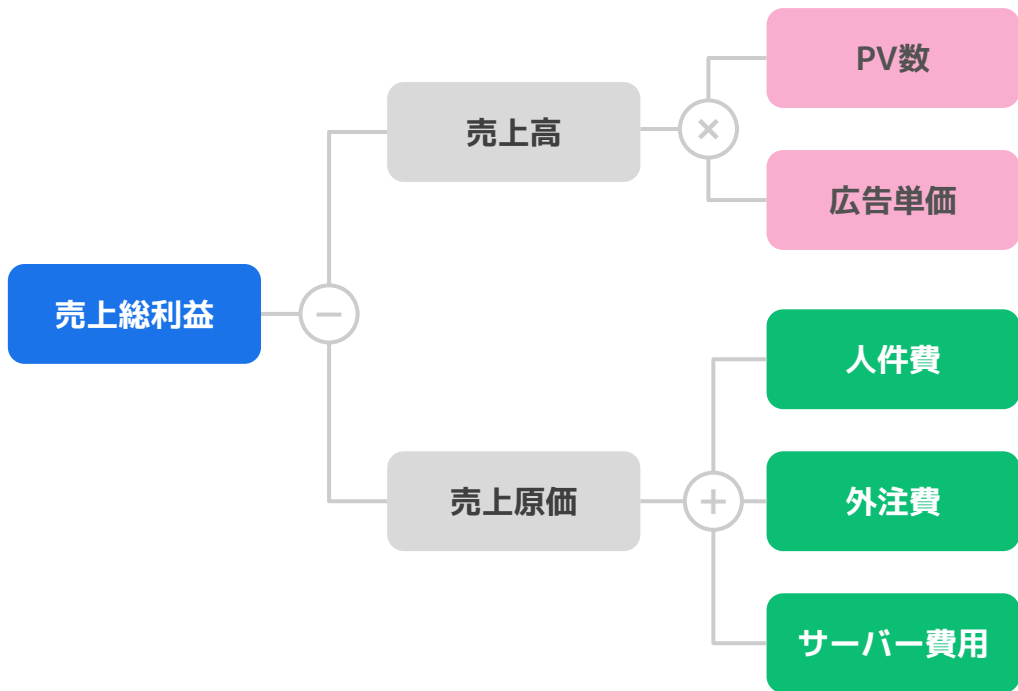 売上総利益
売上高
PV数
広告単価
売上原価
人件費
外注費
サーバー費用